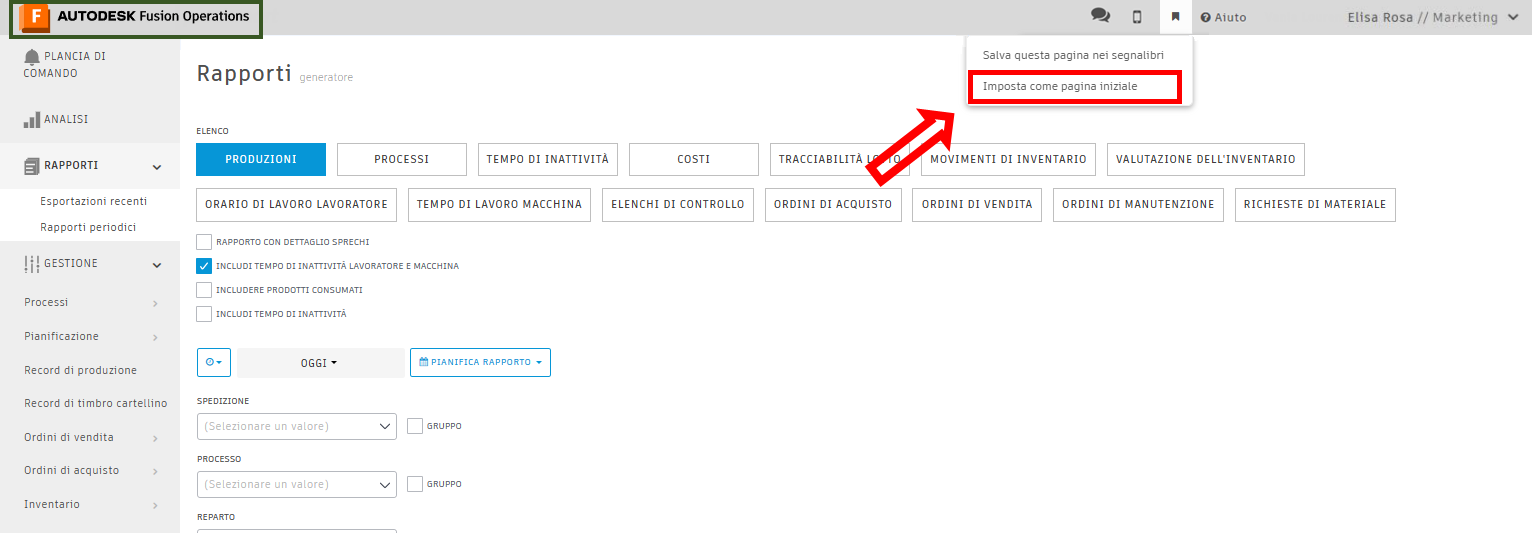 F AUTODESK Fusion Operations
Aiuto
Elisa Rosa // Marketing
Salva questa pagina nei segnalibri
Imposta come pagina iniziale
PLANCIA DI
COMANDO
ANALISI
RAPPORTI
Esportazioni recenti
Rapporti periodici
GESTIONE
Processi
Pianificazione
Record di produzione
Record di timbro cartellino
Ordini di vendita
Ordini di acquisto
Inventario
Rapporti generatore
ELENCO
PRODUZIONI PROCESSI TEMPO DI INATTIVITÀ COSTI TRACCIABILITÀ LOTTO MOVIMENTI DI INVENTARIO VALUTAZIONE DELL'INVENTARIO
ORARIO DI LAVORO LAVORATORE TEMPO DI LAVORO MACCHINA ELENCHI DI CONTROLLO ORDINI DI ACQUISTO ORDINI DI VENDITA ORDINI DI MANUTENZIONE RICHIESTE DI MATERIALE
RAPPORTO CON DETTAGLIO SPRECHI
INCLUDI TEMPO DI INATTIVITÀ LAVORATORE E MACCHINA
INCLUDERE PRODOTTI CONSUMATI
INCLUDI TEMPO DI INATTIVITÀ
OGGI PIANIFICA RAPPORTO
SPEDIZIONE
(Selezionare un valore) GRUPPO
PROCESSO
(Selezionare un valore) GRUPPO
REPARTO